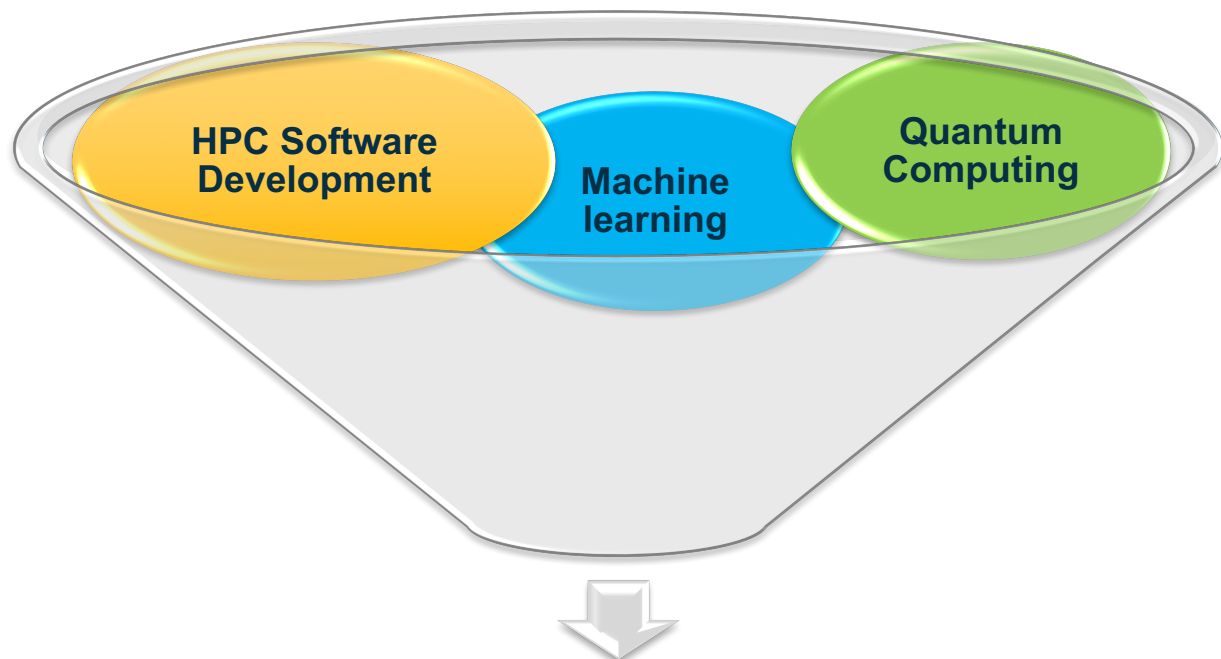 HPC Software
Development
Machine
learning
Quantum
Computing